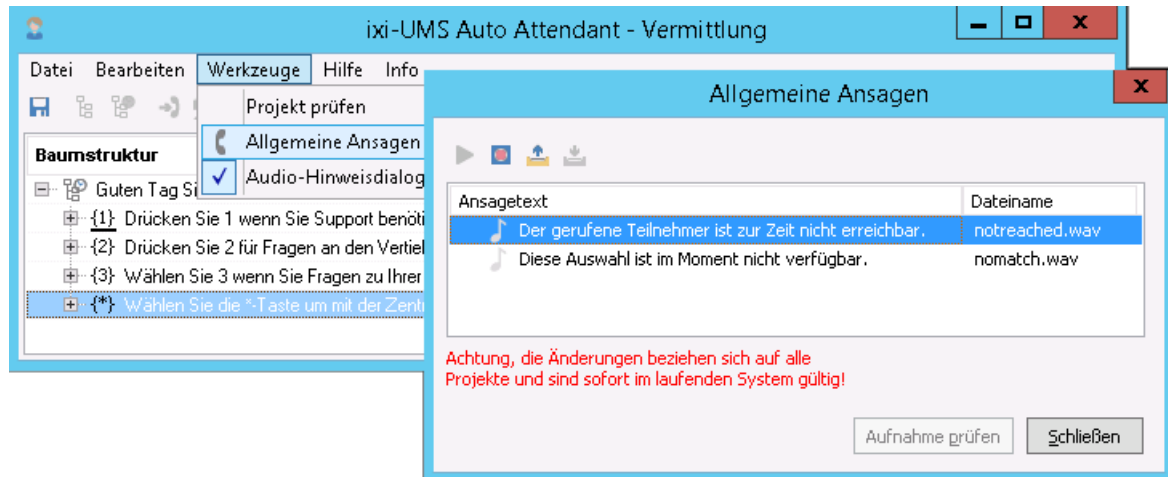 ixi-UMS Auto Attendant - Vermittlung
Datei Bearbeiten Werkzeuge Hilfe Info
Projekt prüfen
Allgemeine Ansagen
Audio-Hinweisdialog
Baumstruktur
Guten Tag Si
{1} Drücken Sie 1 wenn Sie Support benöti
{2} Drücken Sie 2 für Fragen an den Vertiel
{3} Wählen Sie 3 wenn Sie Fragen zu Ihrer
{*} Wählen Sie die *-Taste um mit der Zentr
Allgemeine Ansagen
Ansagetext Dateiname
Der gerufene Teilnehmer ist zur Zeit nicht erreichbar. notreached.wav
Diese Auswahl ist im Moment nicht verfügbar. nomatch.wav
Achtung, die Änderungen beziehen sich auf alle
Projekte und sind sofort im laufenden System gültig!
Aufnahme prüfen Schließen